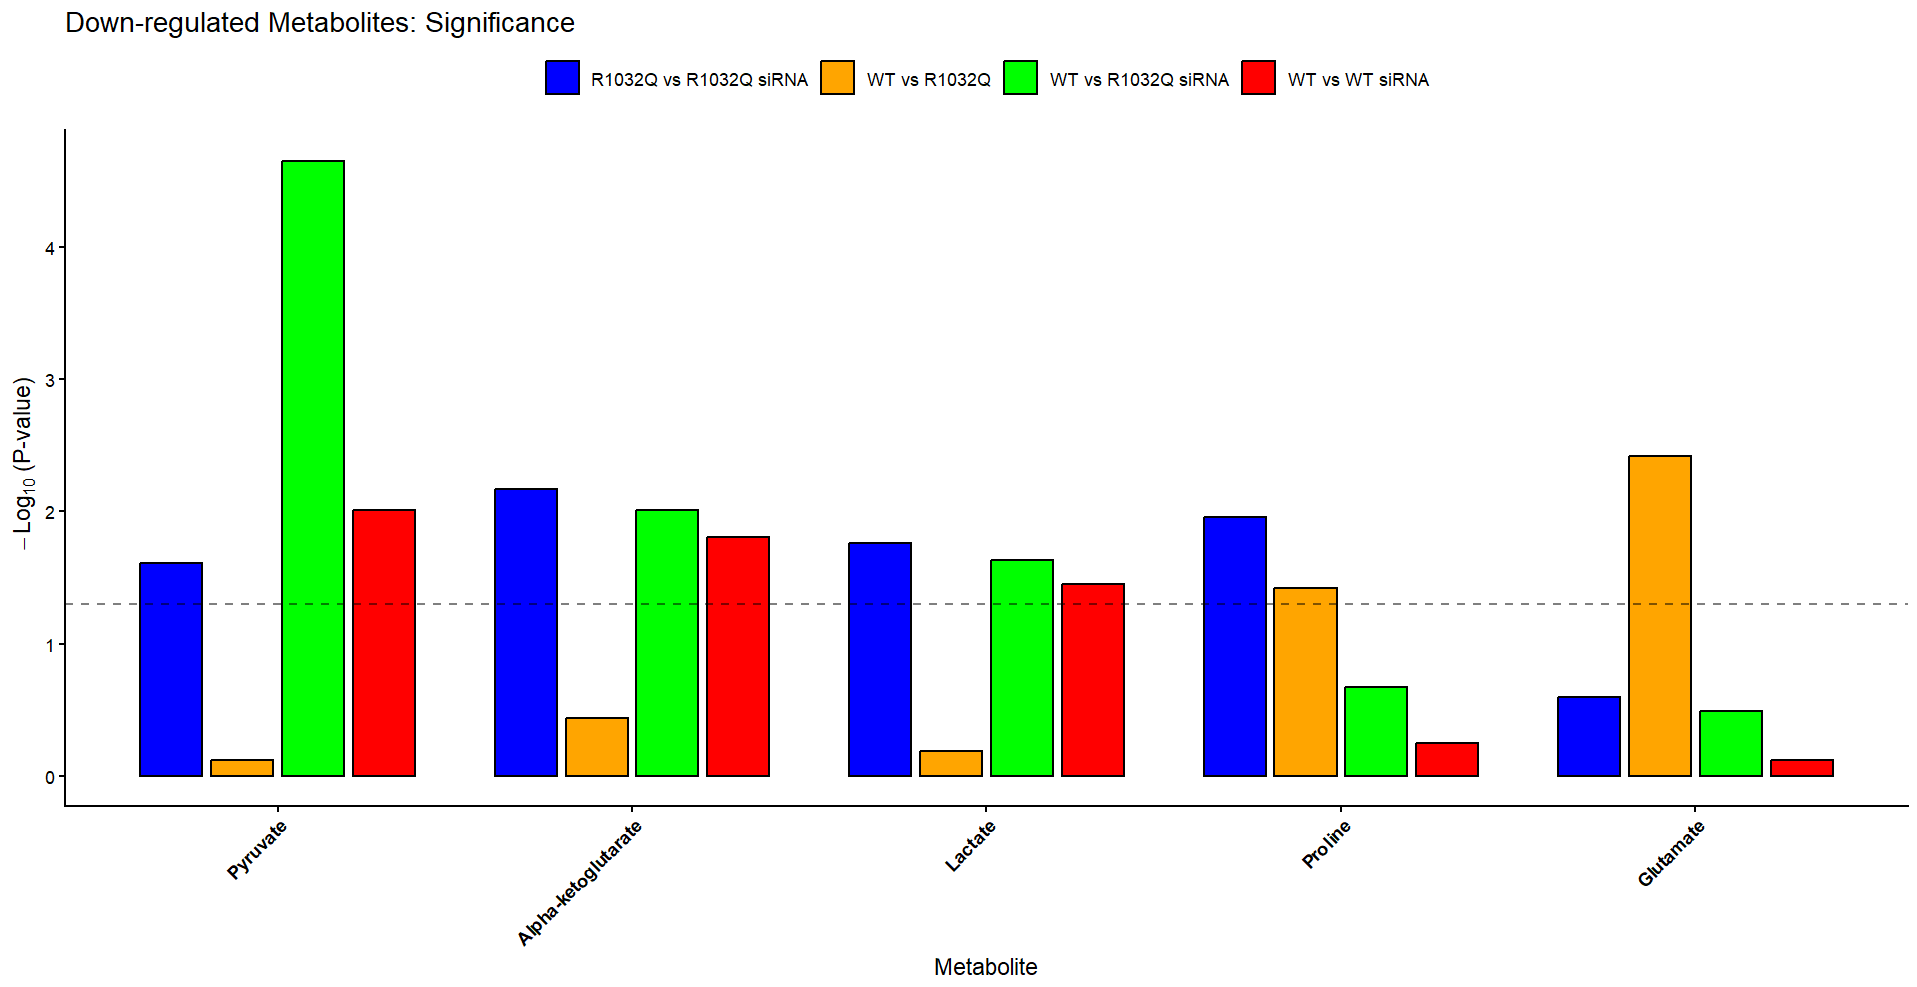 Down-regulated Metabolites: Significance
R1032Q vs R1032Q siRNA WT vs R1032Q WT vs R1032Q siRNA WT vs WT siRNA
− Log10 (P-value)
4
3
2
1
0
Pyruvate
Alpha-ketoglutarate
Lactate
Proline
Glutamate
Metabolite